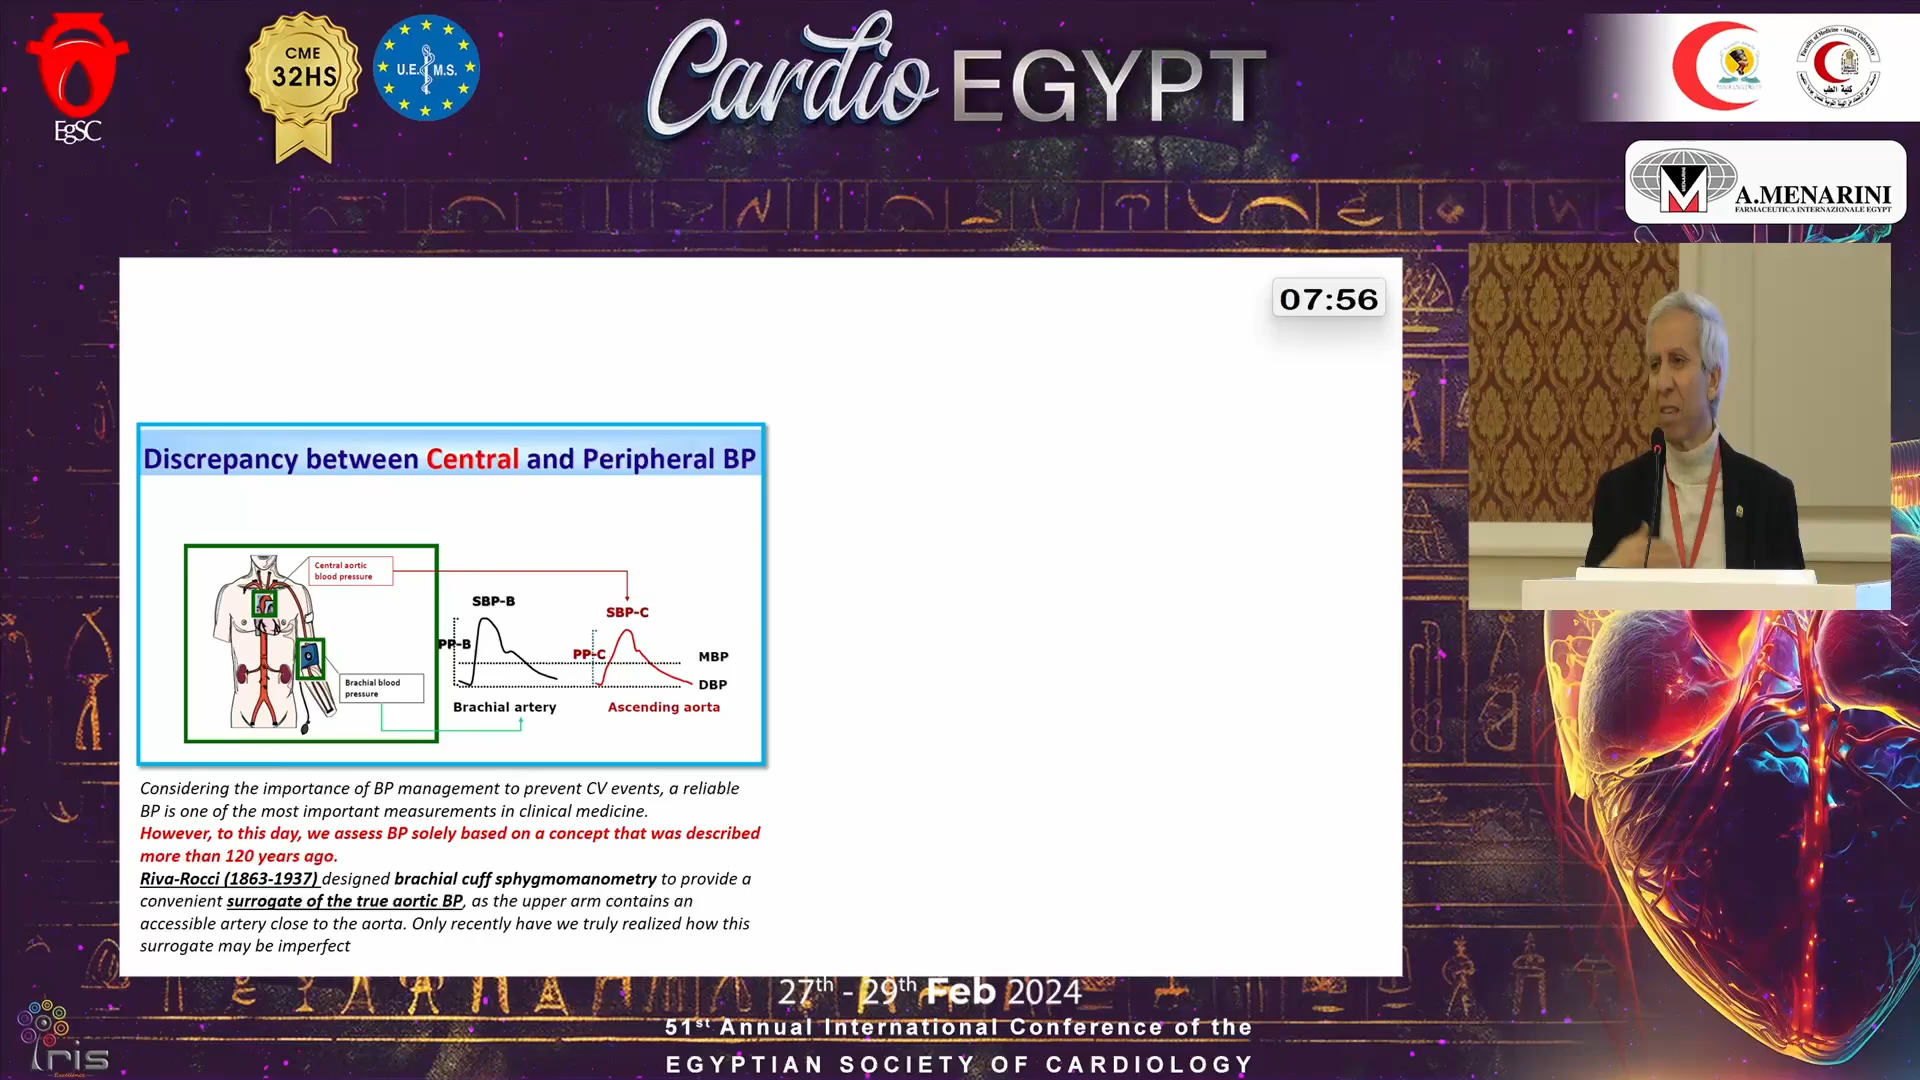 EgSC
CME
32HS
U.E. M.S.
Cardio EGYPT
كلية الطب
MENARINI
A.MENARINI
FARMACEUTICA INTERNAZIONALE EGYPT
07:56
Discrepancy between Central and Peripheral BP
Central aortic
blood pressure
Brachial blood
pressure
SBP-B
PP-B
SBP-C
PP-C
MBP
DBP
Brachial artery
Ascending aorta
Considering the importance of BP management to prevent CV events, a reliable
BP is one of the most important measurements in clinical medicine.
However, to this day, we assess BP solely based on a concept that was described
more than 120 years ago.
Riva-Rocci (1863-1937) designed brachial cuff sphygmomanometry to provide a
convenient surrogate of the true aortic BP, as the upper arm contains an
accessible artery close to the aorta. Only recently have we truly realized how this
surrogate may be imperfect
27th - 29th Feb 2024
51st Annual International Conference of the
EGYPTIAN SOCIETY OF CARDIOLOGY
Iris
Excellence